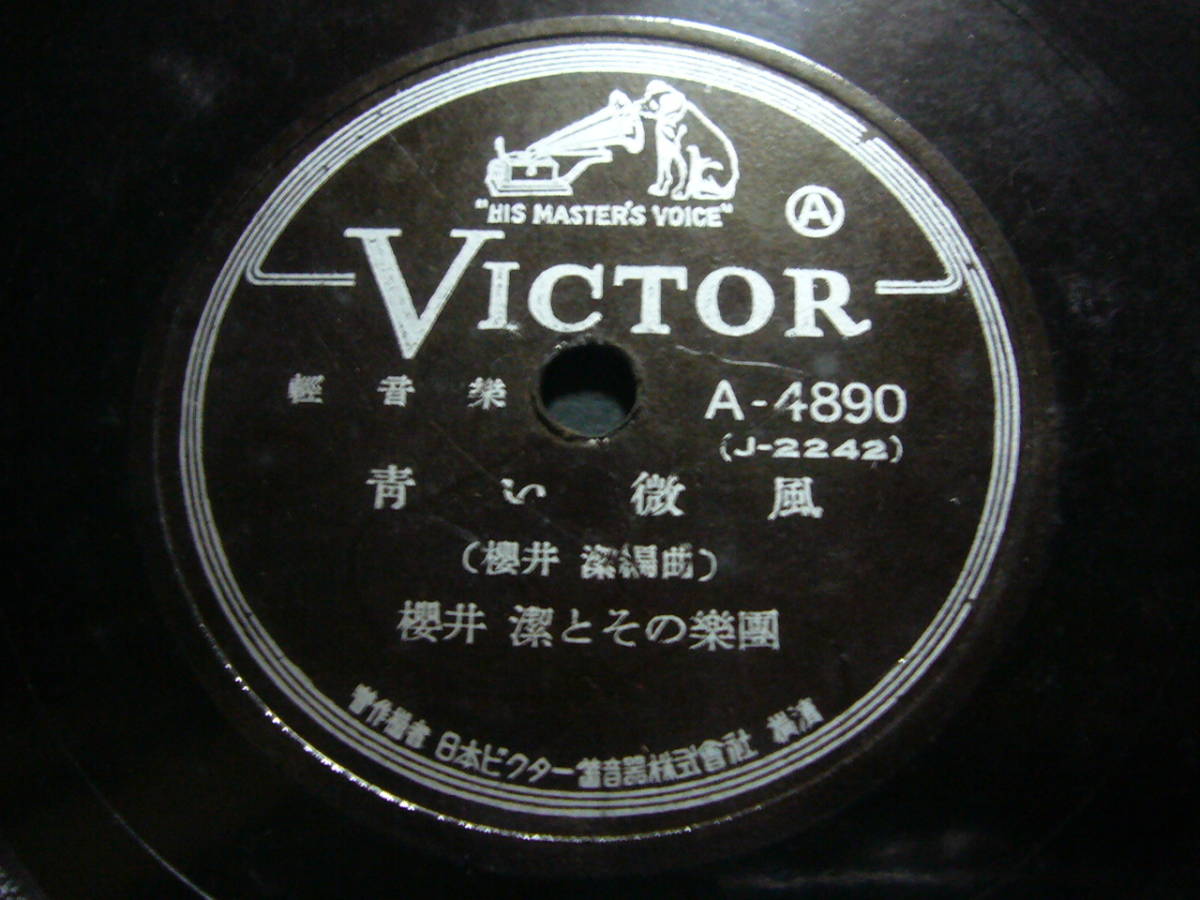 "HIS MASTER'S VOICE"
Ⓐ
VICTOR
輕音樂
A-4890
(J-2242)
青い微風
(櫻井 潔編曲)
櫻井 潔とその樂團
日本ビクター蓄音器株式會社 横濱